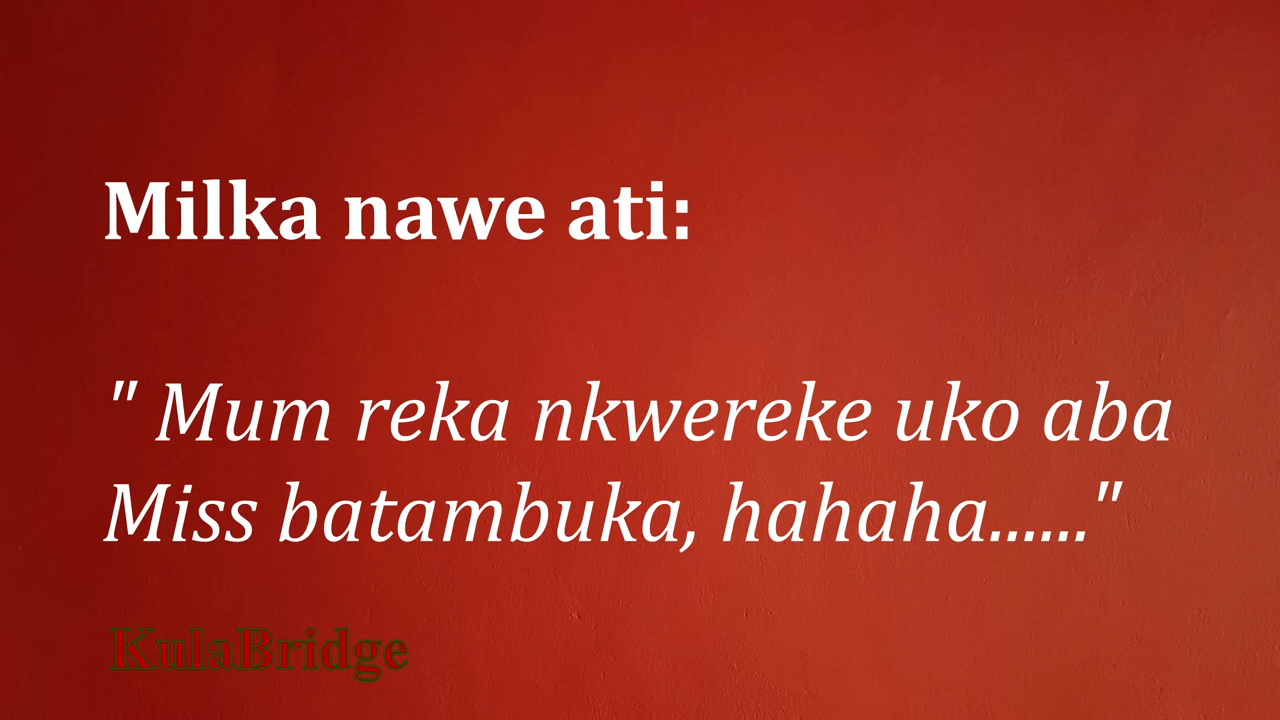 Milka nawe ati:
" Mum reka nkwereke uko aba
Miss batambuka, hahaha......"
KulaBridge